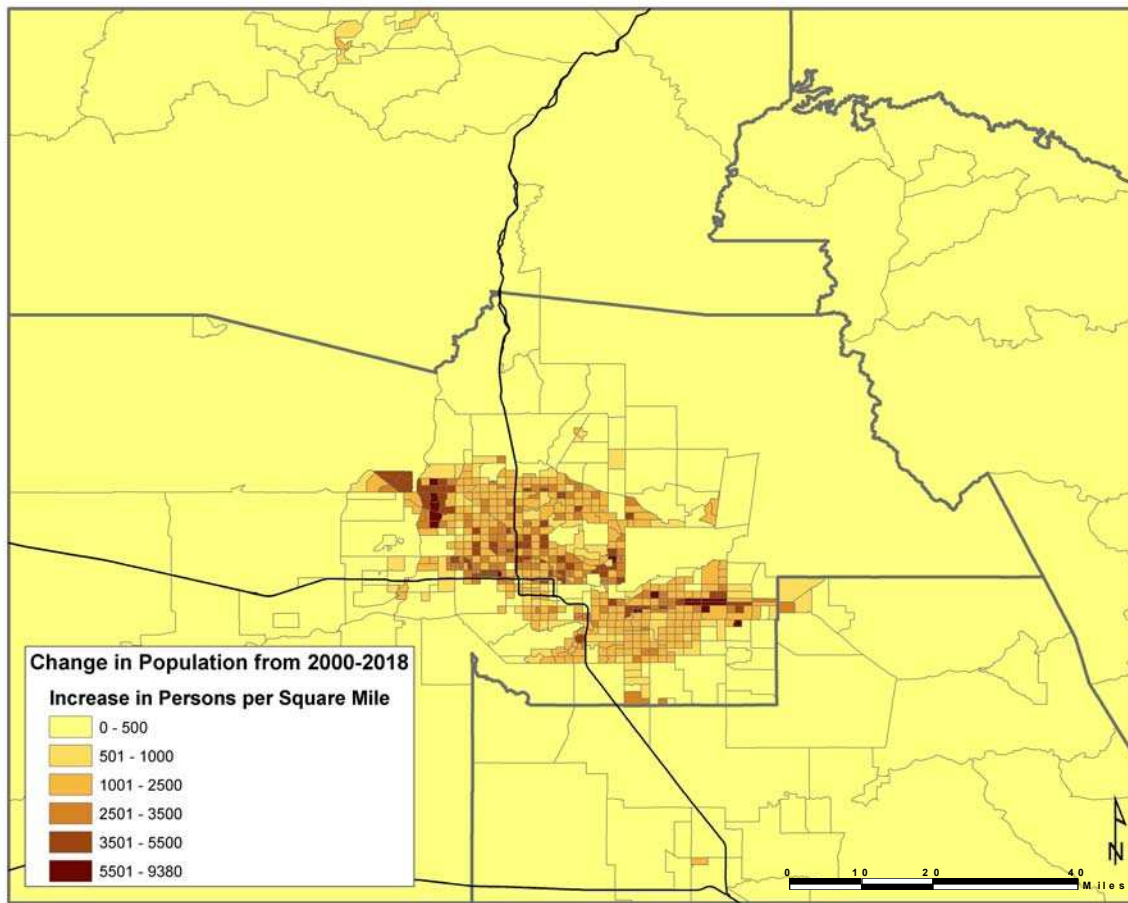 Change in Population from 2000-2018
Increase in Persons per Square Mile
0 - 500
501 - 1000
1001 - 2500
2501 - 3500
3501 - 5500
5501 - 9380
N
0 10 20 40
Miles